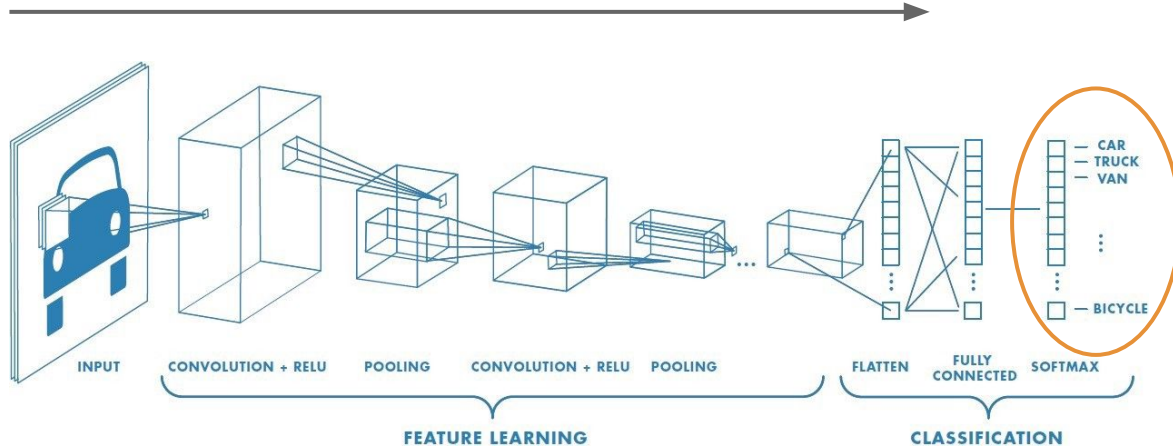 CAR
TRUCK
VAN
BICYCLE
INPUT
CONVOLUTION + RELU
POOLING
CONVOLUTION + RELU
POOLING
FLATTEN
FULLY
CONNECTED
SOFTMAX
FEATURE LEARNING
CLASSIFICATION